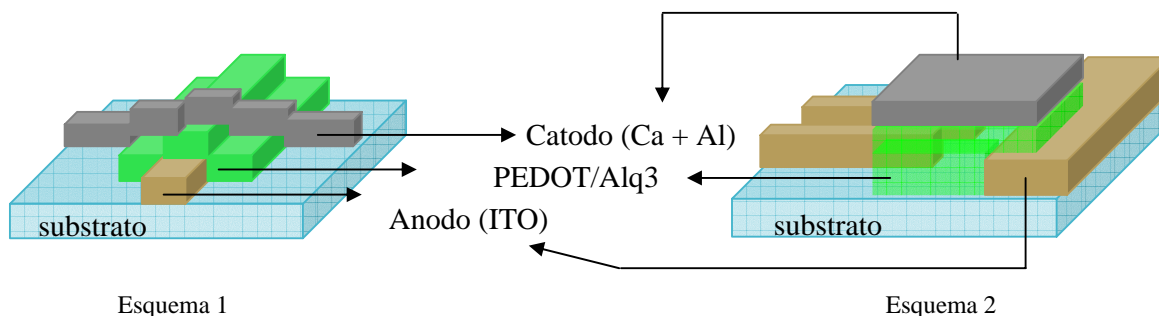 Catodo (Ca + Al)
PEDOT/Alq3
Anodo (ITO)
substrato
substrato
Esquema 1
Esquema 2